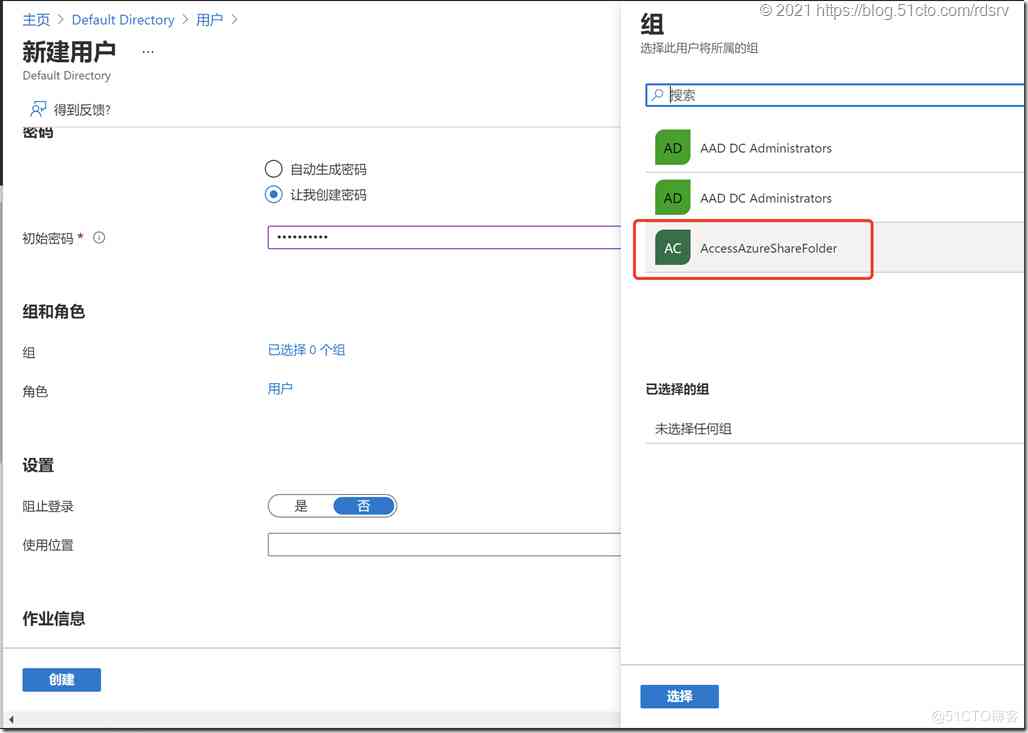 © 2021 https://blog.51cto.com/rdsrv
主页 > Default Directory > 用户 >
新建用户 …
Default Directory
得到反馈?
密码
自动生成密码
让我创建密码
初始密码 *
••••••••••
组和角色
组
已选择 0 个组
角色
用户
设置
阻止登录
是 否
使用位置
作业信息
创建
组
选择此用户将所属的组
搜索
AD AAD DC Administrators
AD AAD DC Administrators
AC AccessAzureShareFolder
已选择的组
未选择任何组
选择
@51CTO博客